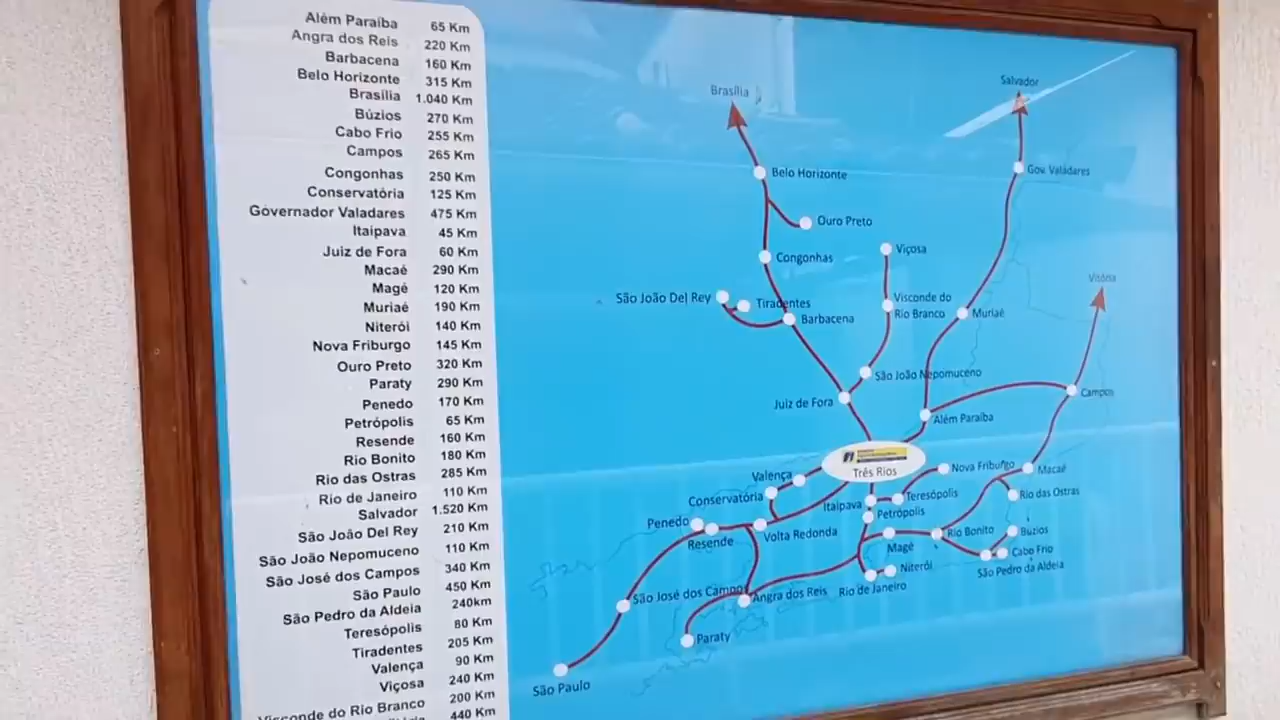 Além Paraíba 65 Km
Angra dos Reis 220 Km
Barbacena 160 Km
Belo Horizonte 315 Km
Brasília 1.040 Km
Búzios 270 Km
Cabo Frio 255 Km
Campos 265 Km
Congonhas 250 Km
Conservatória 125 Km
Governador Valadares 475 Km
Itaipava 45 Km
Juiz de Fora 60 Km
Macaé 290 Km
Magé 120 Km
Muriaé 190 Km
Niterói 140 Km
Nova Friburgo 145 Km
Ouro Preto 320 Km
Paraty 290 Km
Penedo 170 Km
Petrópolis 65 Km
Resende 160 Km
Rio Bonito 180 Km
Rio das Ostras 285 Km
Rio de Janeiro 110 Km
Salvador 1.520 Km
São João Del Rey 210 Km
São João Nepomuceno 110 Km
São José dos Campos 340 Km
São Paulo 450 Km
São Pedro da Aldeia 240km
Teresópolis 80 Km
Tiradentes 205 Km
Valença 90 Km
Viçosa 240 Km
Visconde do Rio Branco 200 Km
440 Km
Brasília
Salvador
Belo Horizonte
Gov. Valadares
Ouro Preto
Viçosa
Congonhas
Vitória
São João Del Rey
Tiradentes
Visconde do
Rio Branco
Barbacena
Muriaé
São João Nepomuceno
Juiz de Fora
Campos
Além Paraíba
Três Rios
Valença
Nova Friburgo
Macaé
Conservatória
Itaipava
Teresópolis
Rio das Ostras
Petrópolis
Penedo
Resende
Volta Redonda
Magé
Rio Bonito
Búzios
Cabo Frio
São Pedro da Aldeia
Niterói
Rio de Janeiro
São José dos Campos
Angra dos Reis
Paraty
São Paulo